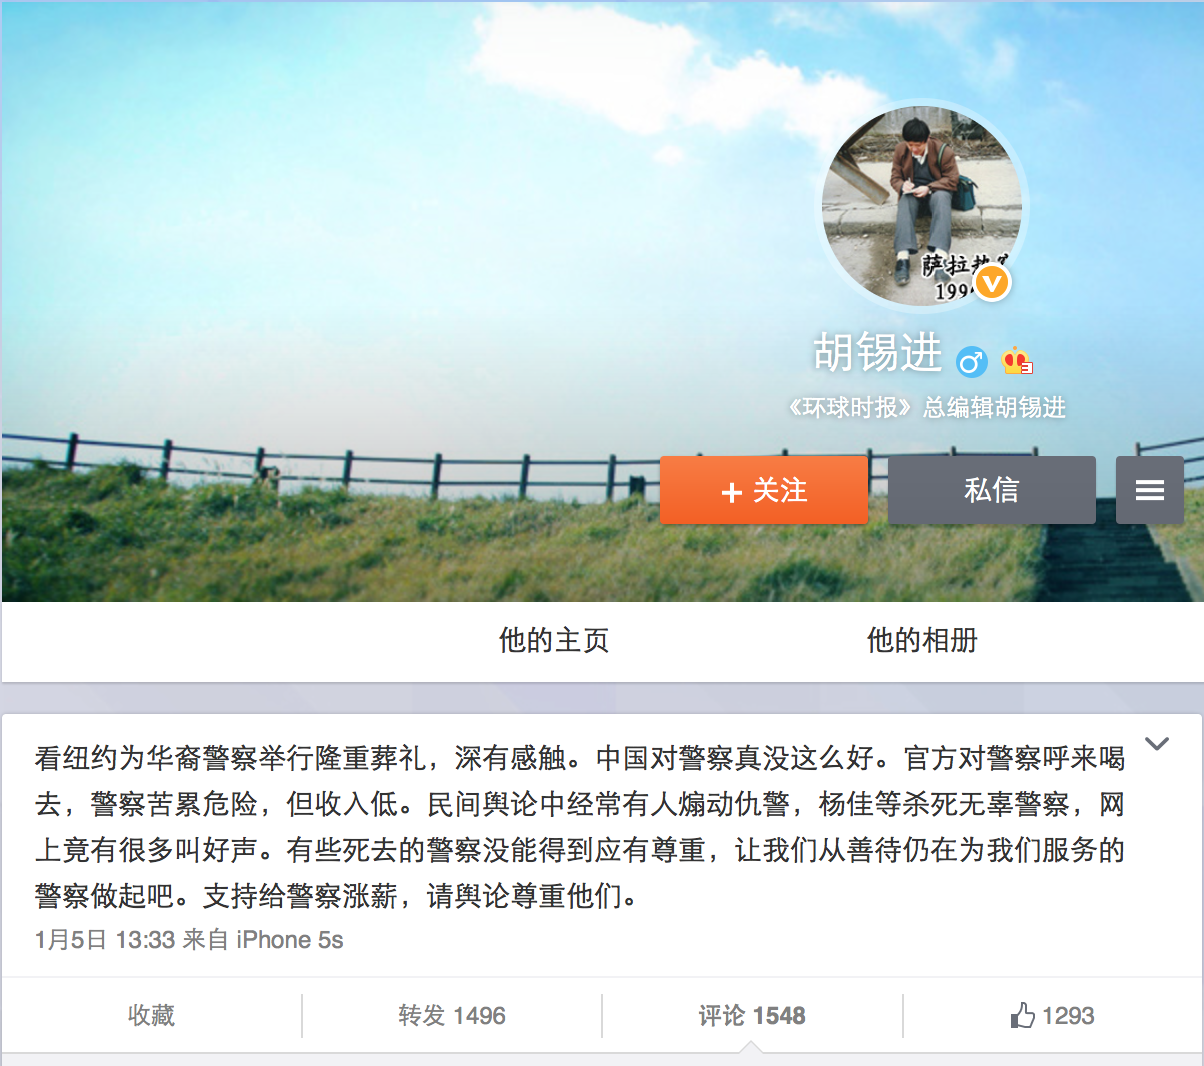 萨拉热
199
胡锡进
《环球时报》总编辑胡锡进
+ 关注
私信
他的主页
他的相册
看纽约为华裔警察举行隆重葬礼，深有感触。中国对警察真没这么好。官方对警察呼来喝
去，警察苦累危险，但收入低。民间舆论中经常有人煽动仇警，杨佳等杀死无辜警察，网
上竟有很多叫好声。有些死去的警察没能得到应有尊重，让我们从善待仍在为我们服务的
警察做起吧。支持给警察涨薪，请舆论尊重他们。
1月5日 13:33 来自 iPhone 5s
收藏
转发 1496
评论 1548
1293